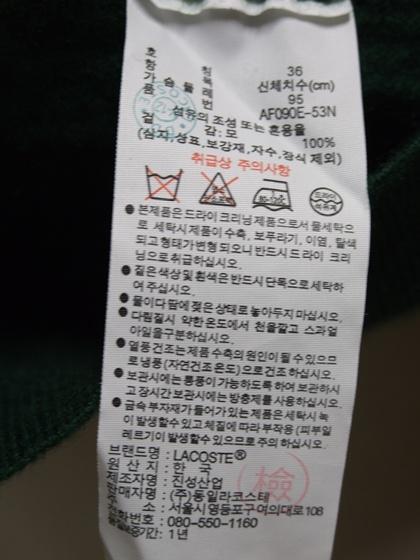 호 칭 36
항 목 신체치수(cm)
가 슴 둘 레 95
품 번 AF090E-53N
섬유의 조성 또는 혼용율
겉 감 : 모 100%
(심지,성표,보강재,자수,장식 제외)
취급상 주의사항
80-120℃
드라이
● 본제품은 드라이 크리닝 제품으로서 물세탁으
로 세탁시 제품이 수축, 보푸라기, 이염, 탈색
되고 형태가 변형 되오니 반드시 드라이 크리
닝으로 취급하십시오.
● 짙은 색상 및 흰색은 반드시 단독으로 세탁하
여 주십시오.
● 물이나 땀에 젖은 상태로 놓아두지 마십시오.
● 다림질시 약한 온도에서 천을 깔고 스과 얼
아일을 구분하십시오.
● 열풍 건조는 제품 수축의 원인이 될 수 있으므
로 냉풍 (자연건조 온도) 으로 건조 하십시오.
● 보관시에는 통풍이 가능하도록 하여 보관하시
고 장시간 보관시에는 방충제를 사용하십시오.
● 금속 부자재가 들어가 있는 제품은 세탁시 녹
이 발생할 수 있고 체질에 따라 부작용 (피부알
레르기) 이 발생할 수 있으므로 주의 하십시오.
브랜드명 : LACOSTE®
원 산 지 : 한 국
제조자명 : 진성산업
판매자명 : (주)동일라코스테
주 소 : 서울시 영등포구 여의대로 108
전화번호 : 080-550-1160
품질보증기간: 1년
檢